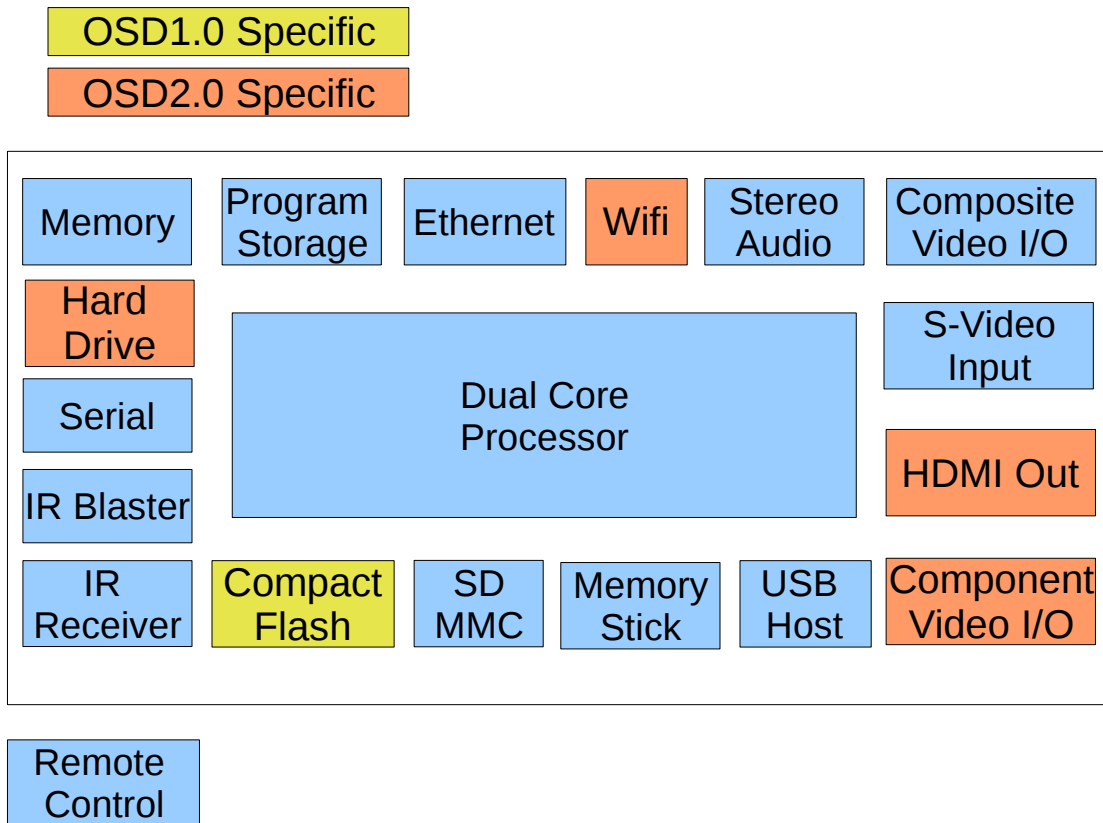 OSD1.0 Specific
OSD2.0 Specific
Memory
Program
Storage
Ethernet
Wifi
Stereo
Audio
Composite
Video I/O
Hard
Drive
S-Video
Input
Dual Core
Processor
Serial
HDMI Out
IR Blaster
IR
Receiver
Compact
Flash
SD
MMC
Memory
Stick
USB
Host
Component
Video I/O
Remote
Control